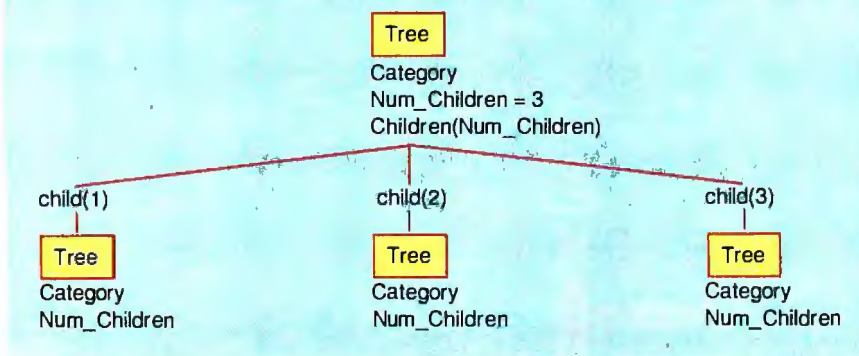 Tree
Category
Num_Children = 3
Children(Num_Children)
child(1)
child(2)
child(3)
Tree
Category
Num_Children
Tree
Category
Num_Children
Tree
Category
Num_Children